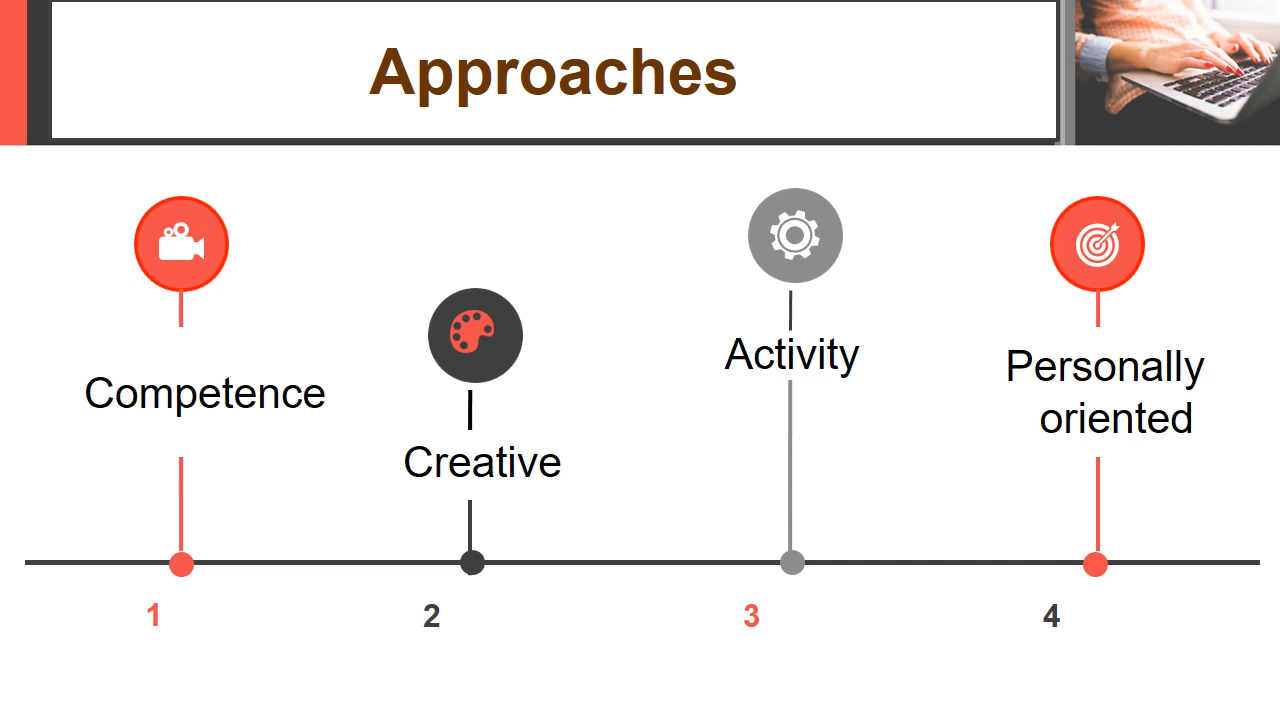 Approaches
Competence
Creative
Activity
Personally
oriented
1
2
3
4